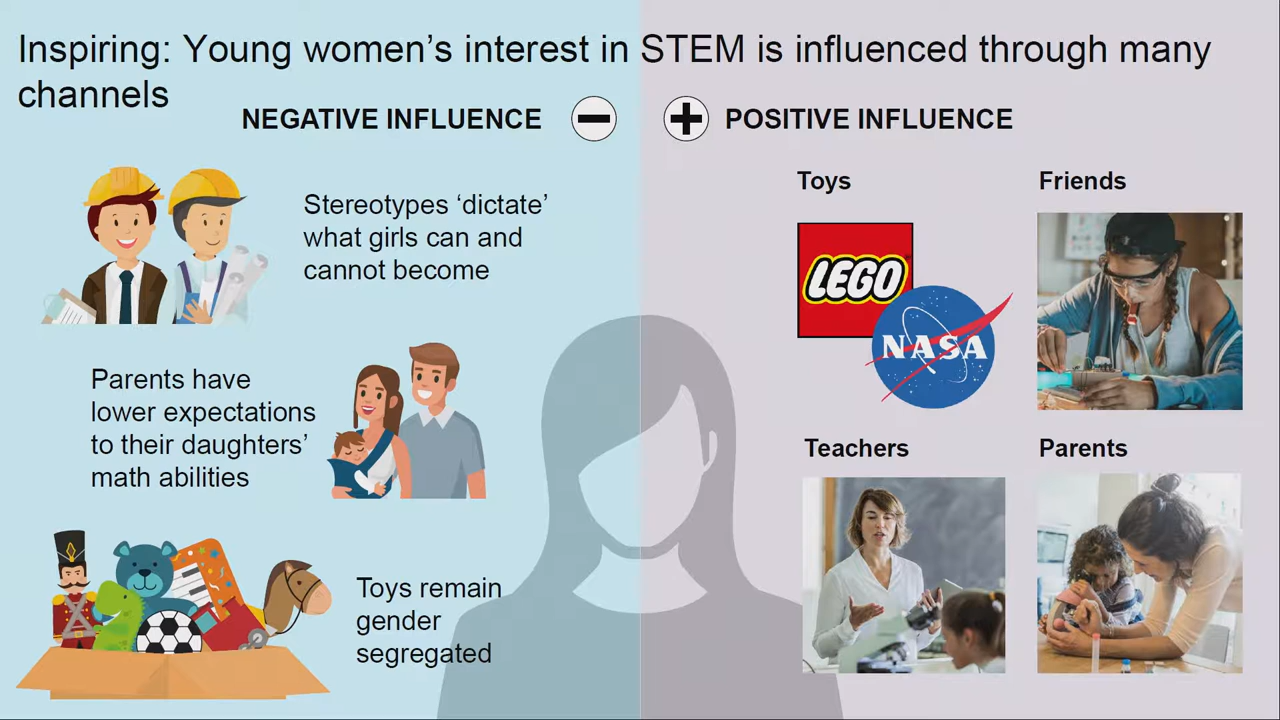 Inspiring: Young women’s interest in STEM is influenced through many
channels
NEGATIVE INFLUENCE
POSITIVE INFLUENCE
Stereotypes ‘dictate’
what girls can and
cannot become
Parents have
lower expectations
to their daughters’
math abilities
Toys remain
gender
segregated
Toys
Friends
LEGO
NASA
Teachers
Parents